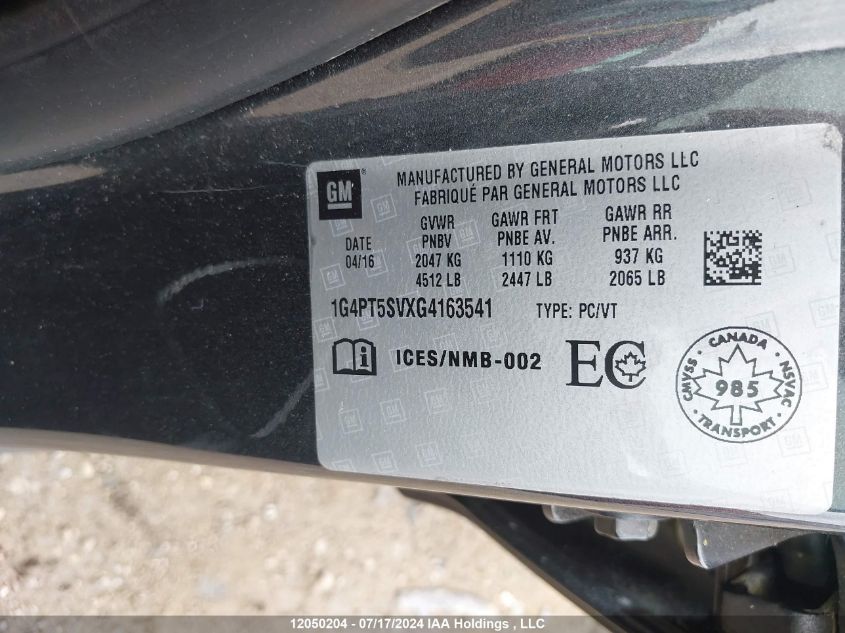 GM
MANUFACTURED BY GENERAL MOTORS LLC
FABRIQUÉ PAR GENERAL MOTORS LLC
DATE
04/16
GVWR
PNBV
2047 KG
4512 LB
GAWR FRT
PNBE AV.
1110 KG
2447 LB
GAWR RR
PNBE ARR.
937 KG
2065 LB
1G4PT5SVXG4163541 TYPE: PC/VT
i ICES/NMB-002 EC
CANADA
CMVSS 985 NSVAC
TRANSPORT
12050204 - 07/17/2024 IAA Holdings, LLC